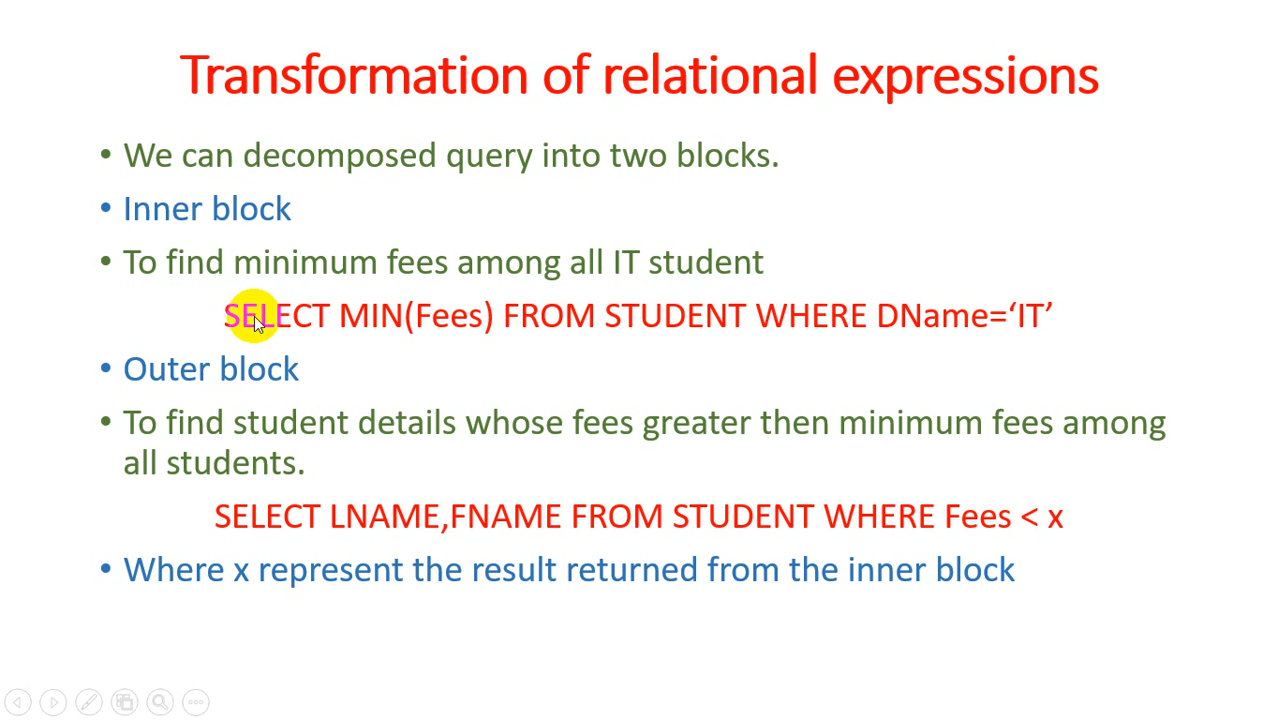 Transformation of relational expressions
• We can decomposed query into two blocks.
• Inner block
• To find minimum fees among all IT student
SELECT MIN(Fees) FROM STUDENT WHERE DName=‘IT’
• Outer block
• To find student details whose fees greater then minimum fees among
all students.
SELECT LNAME,FNAME FROM STUDENT WHERE Fees < x
• Where x represent the result returned from the inner block